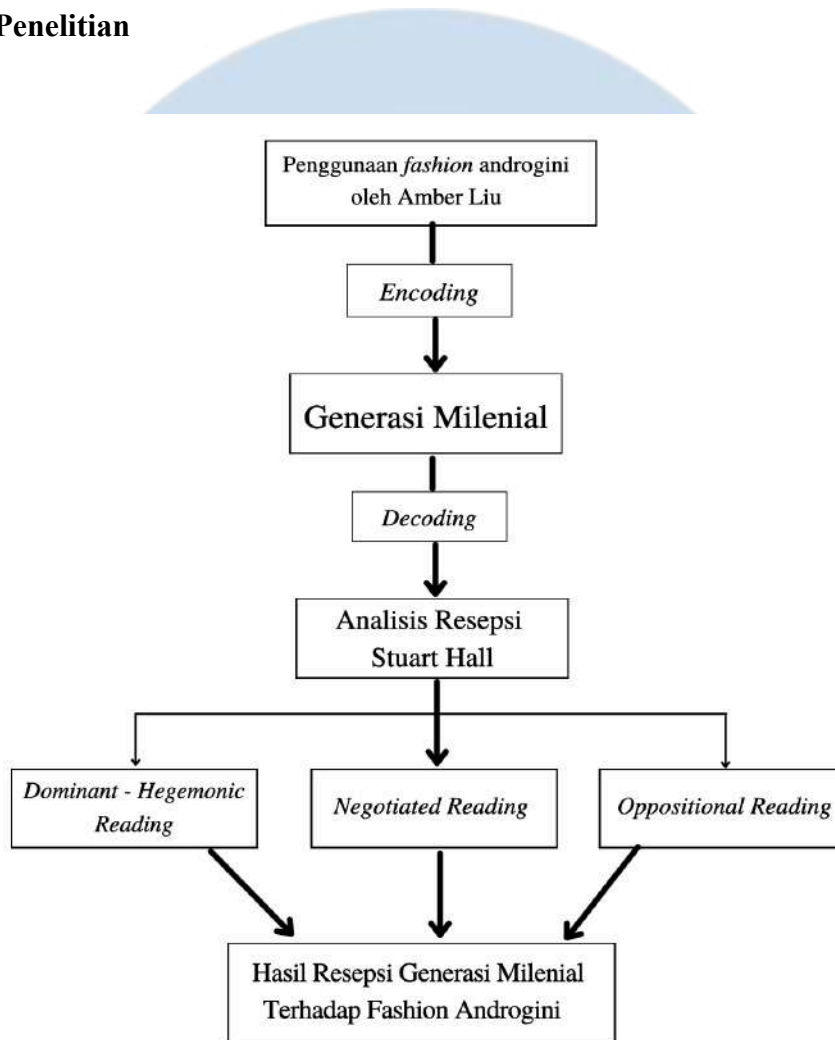 Penelitian
Penggunaan fashion androgini
oleh Amber Liu
Encoding
Generasi Milenial
Decoding
Analisis Resepsi
Stuart Hall
Dominant - Hegemonic
Reading
Negotiated Reading
Oppositional Reading
Hasil Resepsi Generasi Milenial
Terhadap Fashion Androgini